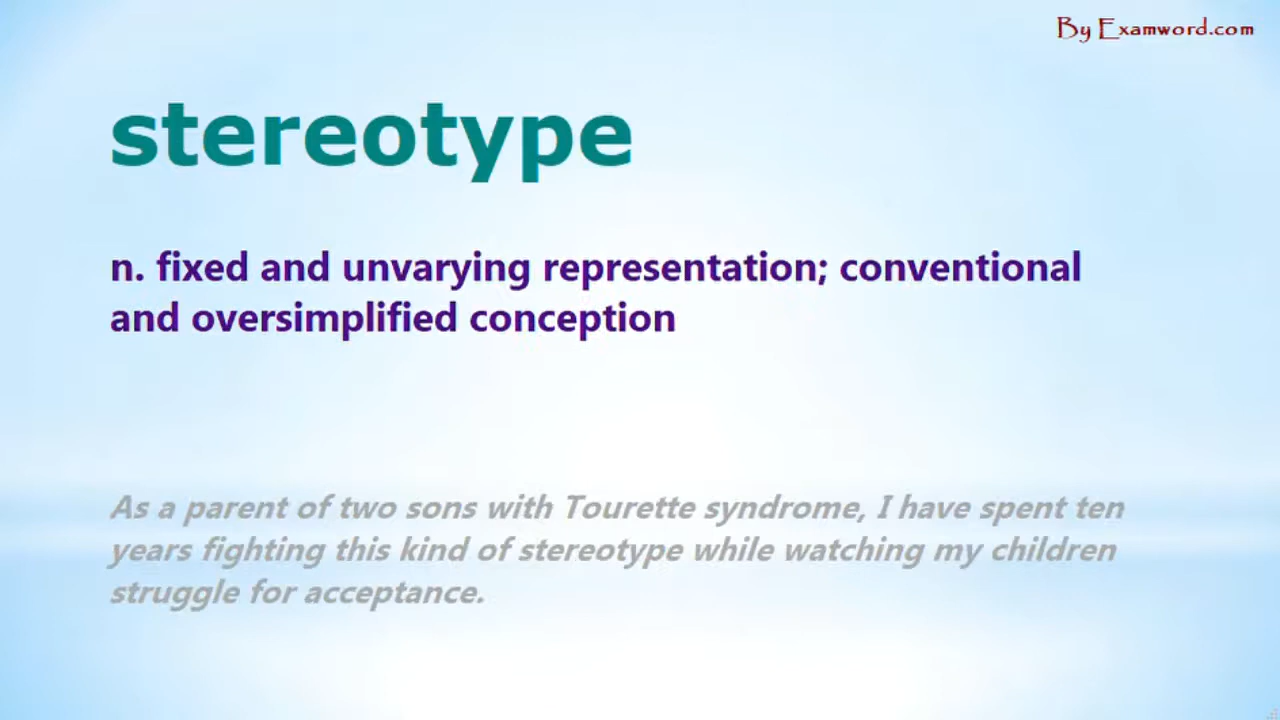 By Examword.com
stereotype
n. fixed and unvarying representation; conventional
and oversimplified conception
As a parent of two sons with Tourette syndrome, I have spent ten
years fighting this kind of stereotype while watching my children
struggle for acceptance.